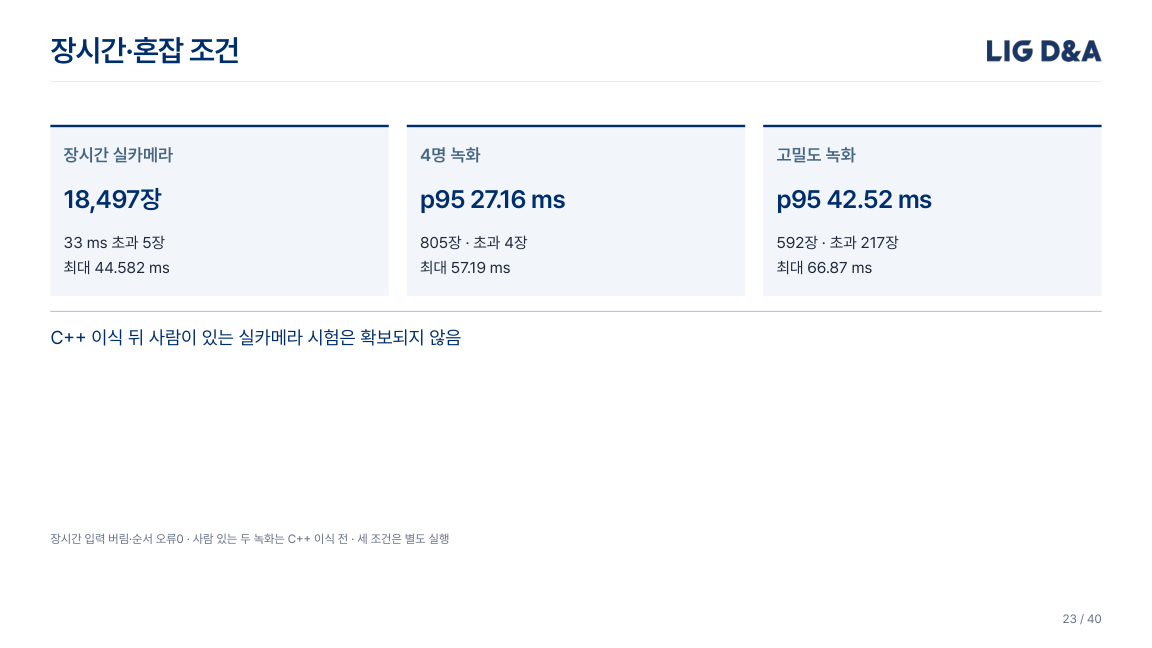 장시간·혼잡 조건
LIG D&A
장시간 실카메라
18,497장
33 ms 초과 5장
최대 44.582 ms
4명 녹화
p95 27.16 ms
805장 · 초과 4장
최대 57.19 ms
고밀도 녹화
p95 42.52 ms
592장 · 초과 217장
최대 66.87 ms
C++ 이식 뒤 사람이 있는 실카메라 시험은 확보되지 않음
장시간 입력 버림·순서 오류0 · 사람 있는 두 녹화는 C++ 이식 전 · 세 조건은 별도 실행
23 / 40